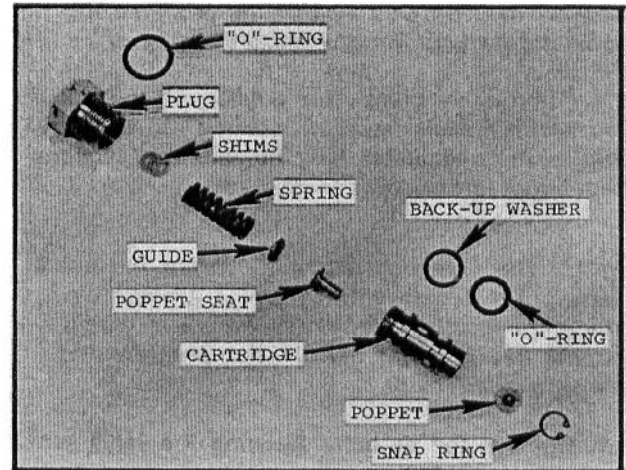 "O"-RING
PLUG
SHIMS
SPRING
BACK-UP WASHER
GUIDE
POPPET SEAT
"O"-RING
CARTRIDGE
POPPET
SNAP RING